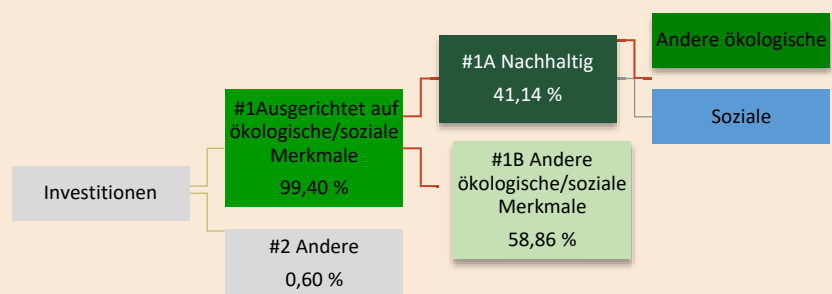 Investitionen
#1Ausgerichtet auf
ökologische/soziale
Merkmale
99,40 %
#2 Andere
0,60 %
#1A Nachhaltig
41,14 %
#1B Andere
ökologische/soziale
Merkmale
58,86 %
Andere ökologische
Soziale